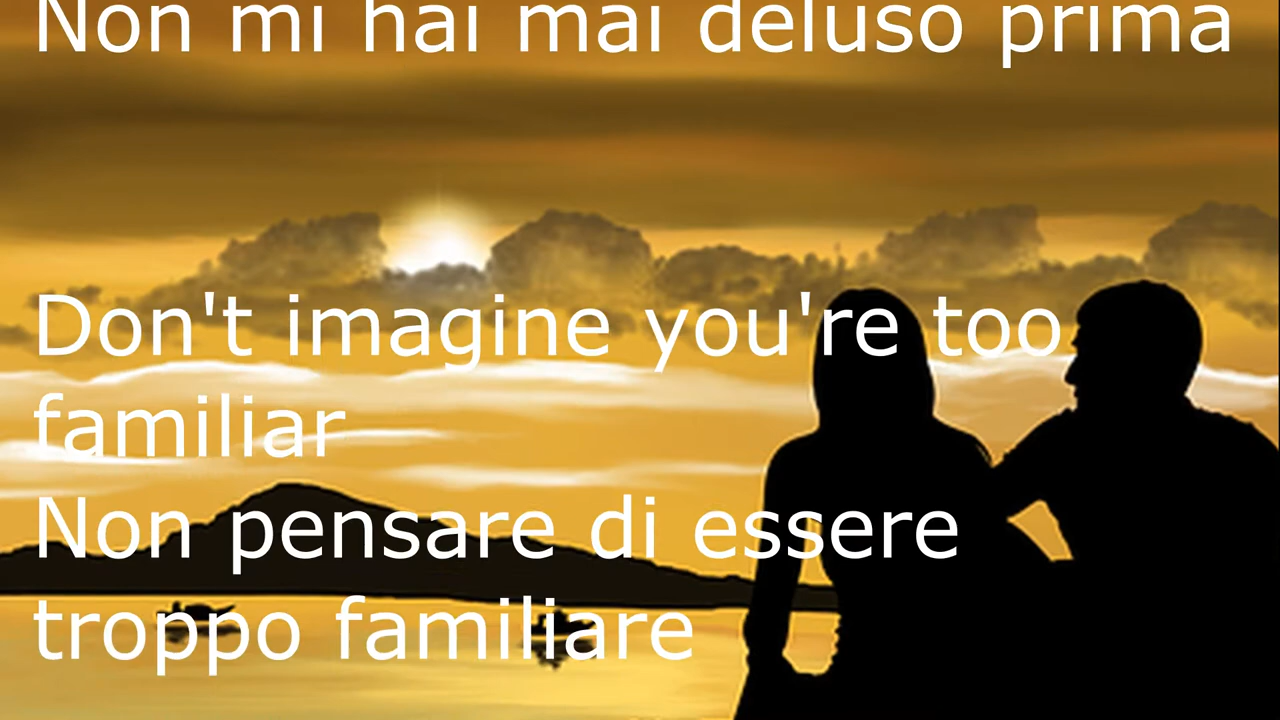 Non mi hai mai deluso prima
Don't imagine you're too
familiar
Non pensare di essere
troppo familiare